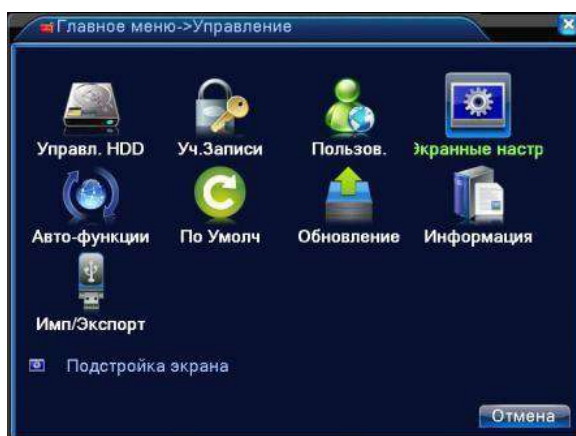 Главное меню->Управление
Управл. HDD Уч.Записи Пользов. Экранные настр
Авто-функции По Умолч Обновление Информация
Имп/Экспорт
Подстройка экрана
Отмена